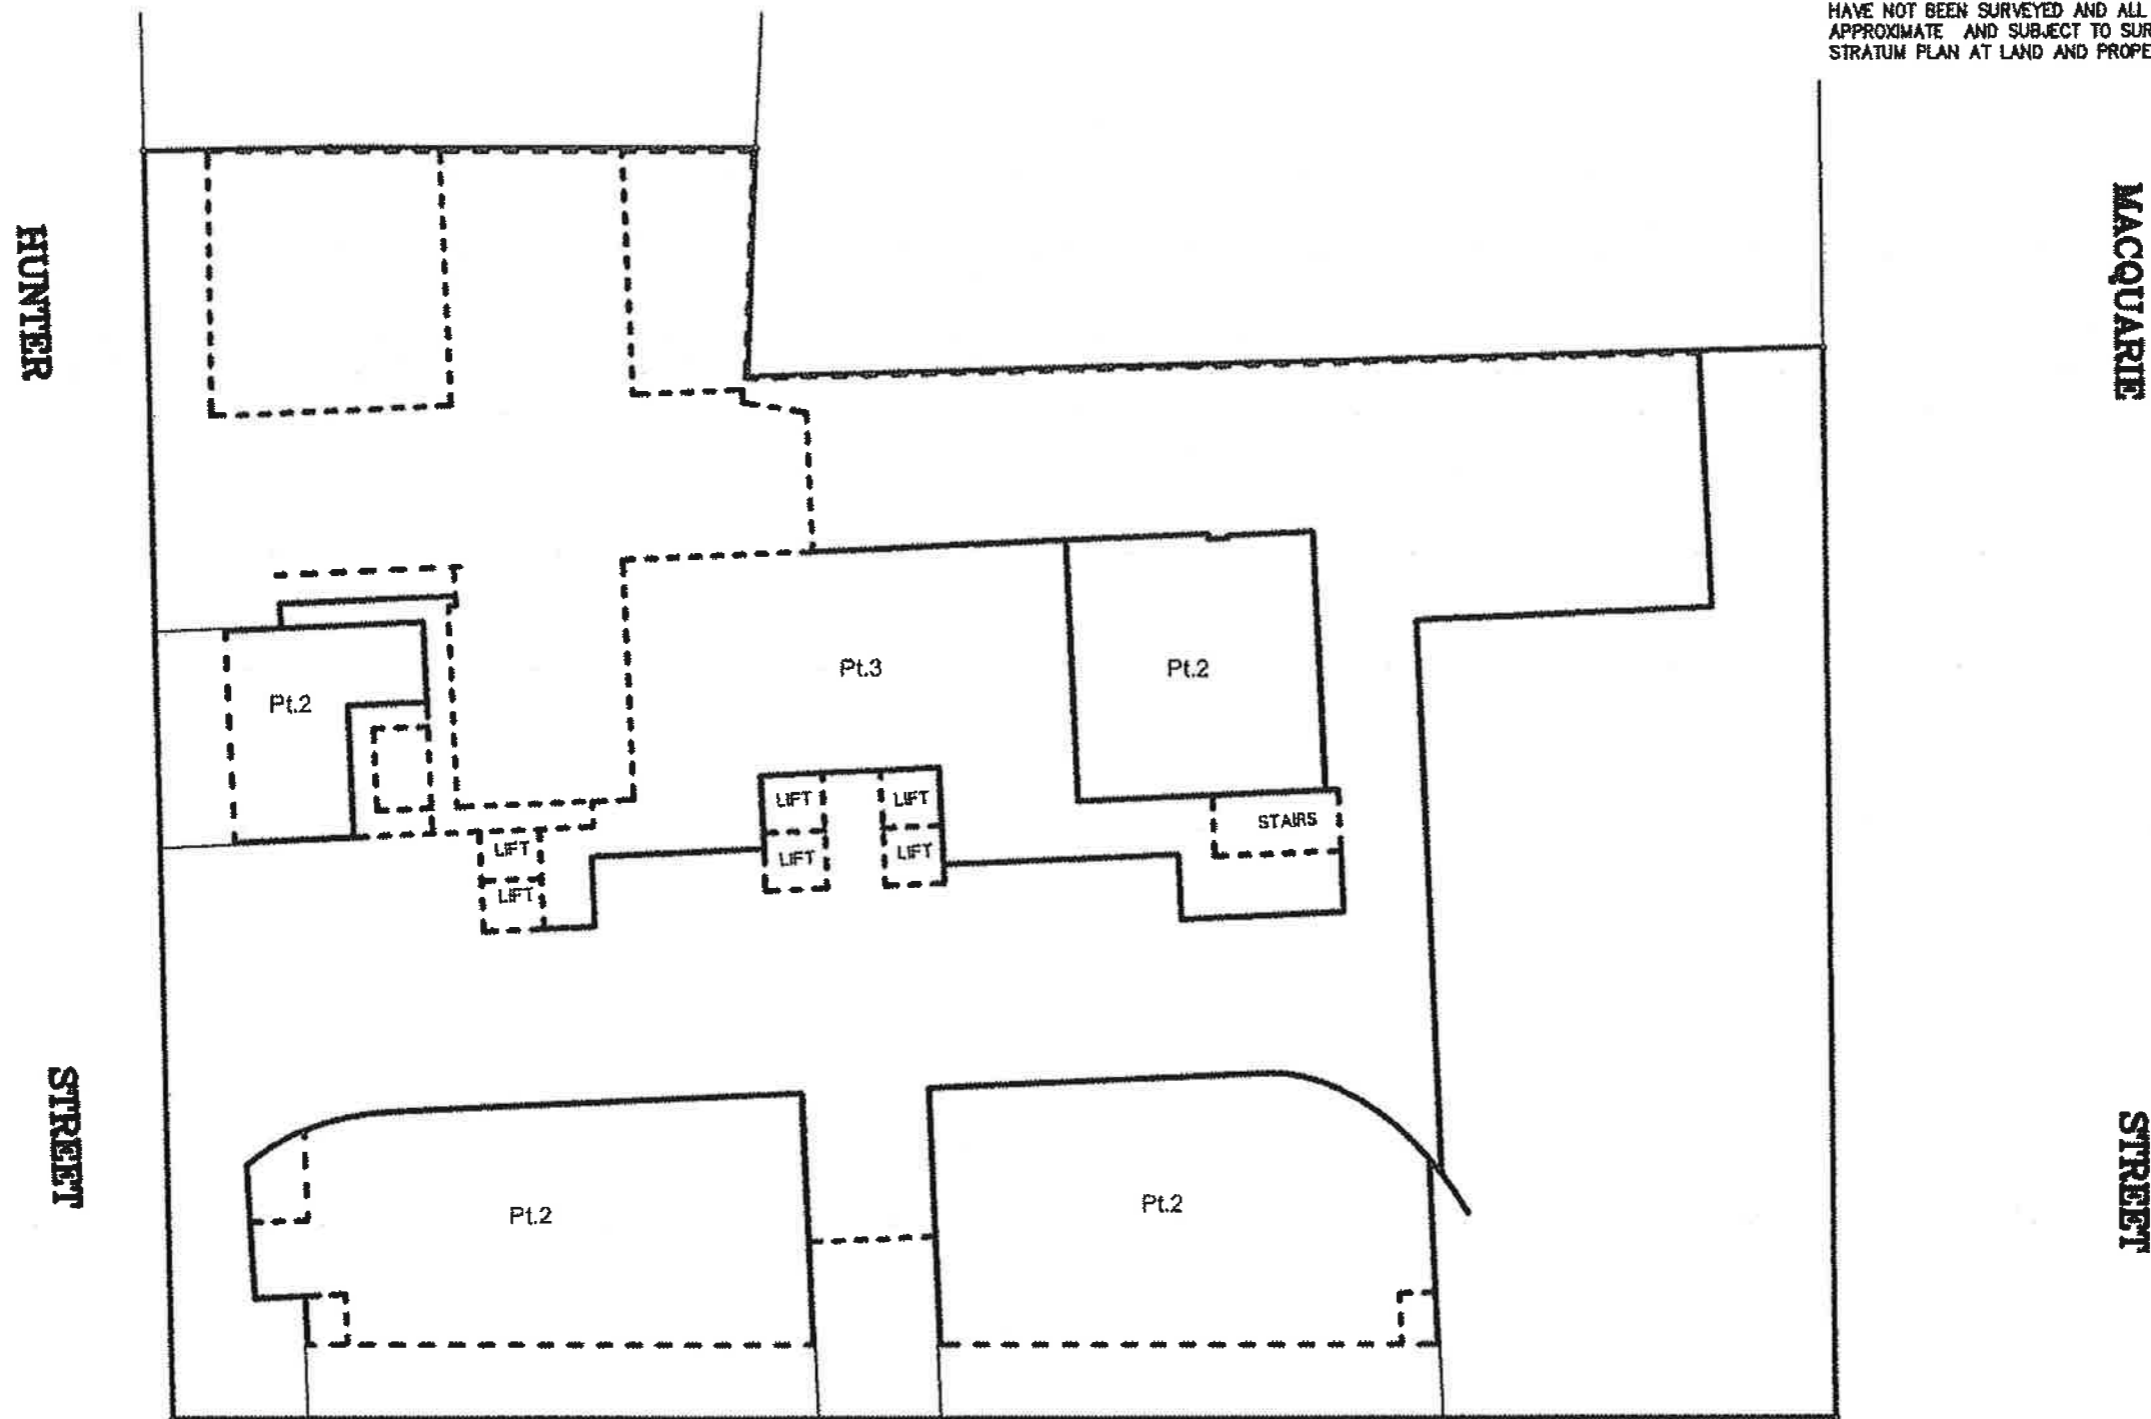 HAVE NOT BEEN SURVEYED AND ALL
APPROXIMATE AND SUBJECT TO SUR
STRATUM PLAN AT LAND AND PROPE
HUNTER
MACQUARIE
Pt.3
Pt.2
Pt.2
LIFT
LIFT
STAIRS
LIFT
LIFT
LIFT
LIFT
STREET
STREET
Pt.2
Pt.2